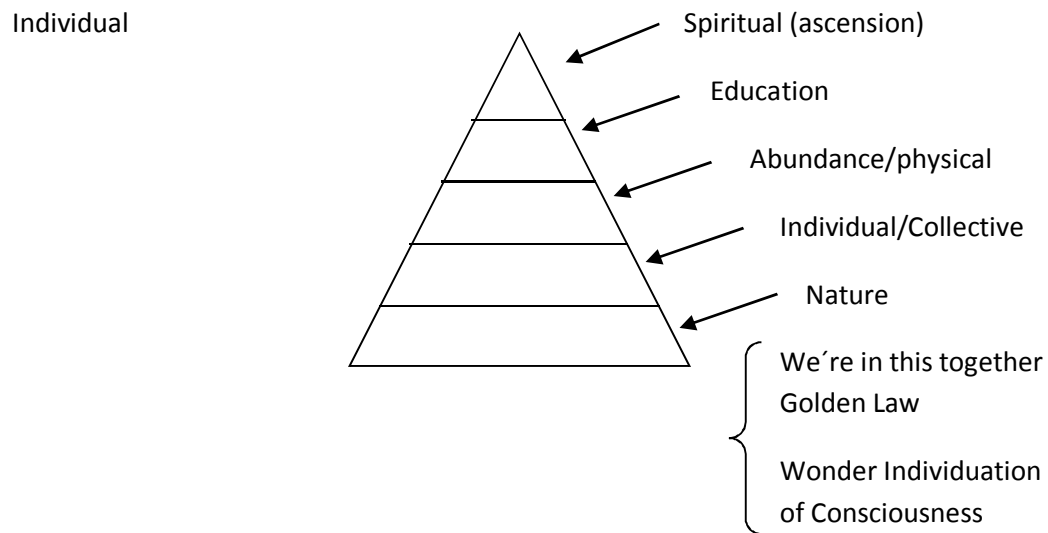 Individual
Spiritual (ascension)
Education
Abundance/physical
Individual/Collective
Nature
We´re in this together
Golden Law
Wonder Individuation
of Consciousness